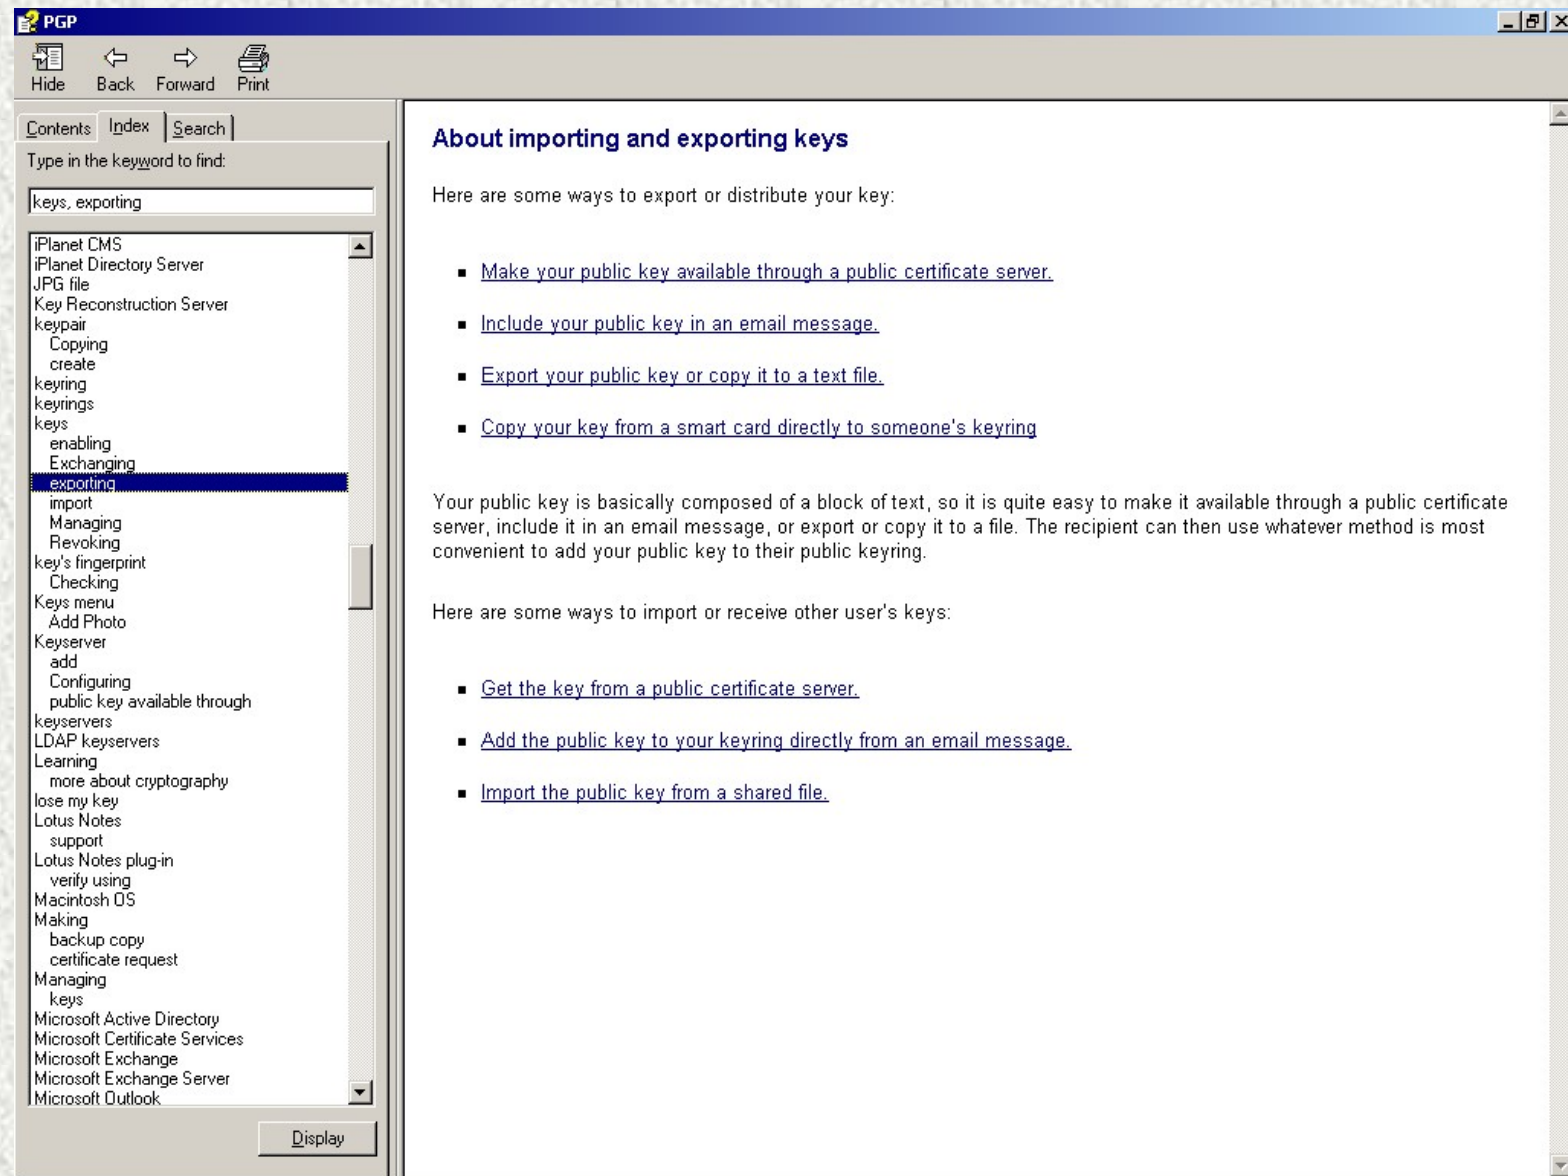 PGP
Hide Back Forward Print
Contents Index Search
Type in the keyword to find:
keys, exporting
iPlanet CMS
iPlanet Directory Server
JPG file
Key Reconstruction Server
keypair
Copying
create
keyring
keyrings
keys
enabling
Exchanging
exporting
import
Managing
Revoking
key's fingerprint
Checking
Keys menu
Add Photo
Keyserver
add
Configuring
public key available through
keyservers
LDAP keyservers
Learning
more about cryptography
lose my key
Lotus Notes
support
Lotus Notes plug-in
verify using
Macintosh OS
Making
backup copy
certificate request
Managing
keys
Microsoft Active Directory
Microsoft Certificate Services
Microsoft Exchange
Microsoft Exchange Server
Microsoft Outlook
Display
About importing and exporting keys
Here are some ways to export or distribute your key:
Make your public key available through a public certificate server.
Include your public key in an email message.
Export your public key or copy it to a text file.
Copy your key from a smart card directly to someone's keyring
Your public key is basically composed of a block of text, so it is quite easy to make it available through a public certificate
server, include it in an email message, or export or copy it to a file. The recipient can then use whatever method is most
convenient to add your public key to their public keyring.
Here are some ways to import or receive other user's keys:
Get the key from a public certificate server.
Add the public key to your keyring directly from an email message.
Import the public key from a shared file.